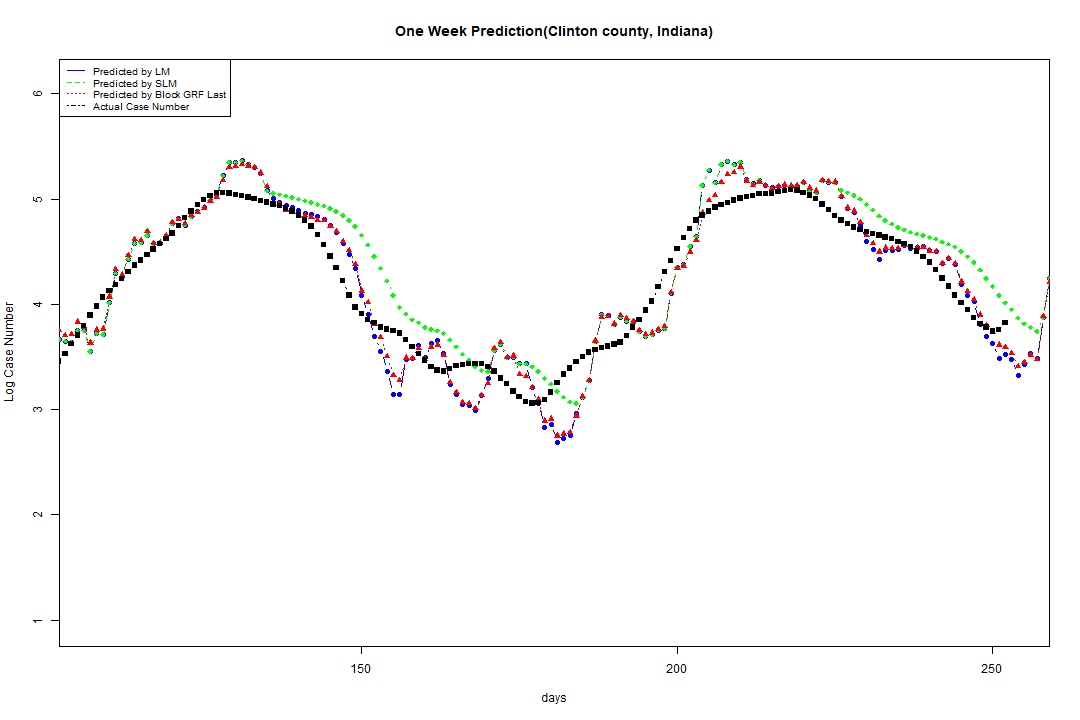 One Week Prediction(Clinton county, Indiana)
Predicted by LM
Predicted by SLM
Predicted by Block GRF Last
Actual Case Number
Log Case Number
6
5
4
3
2
1
150
200
250
days